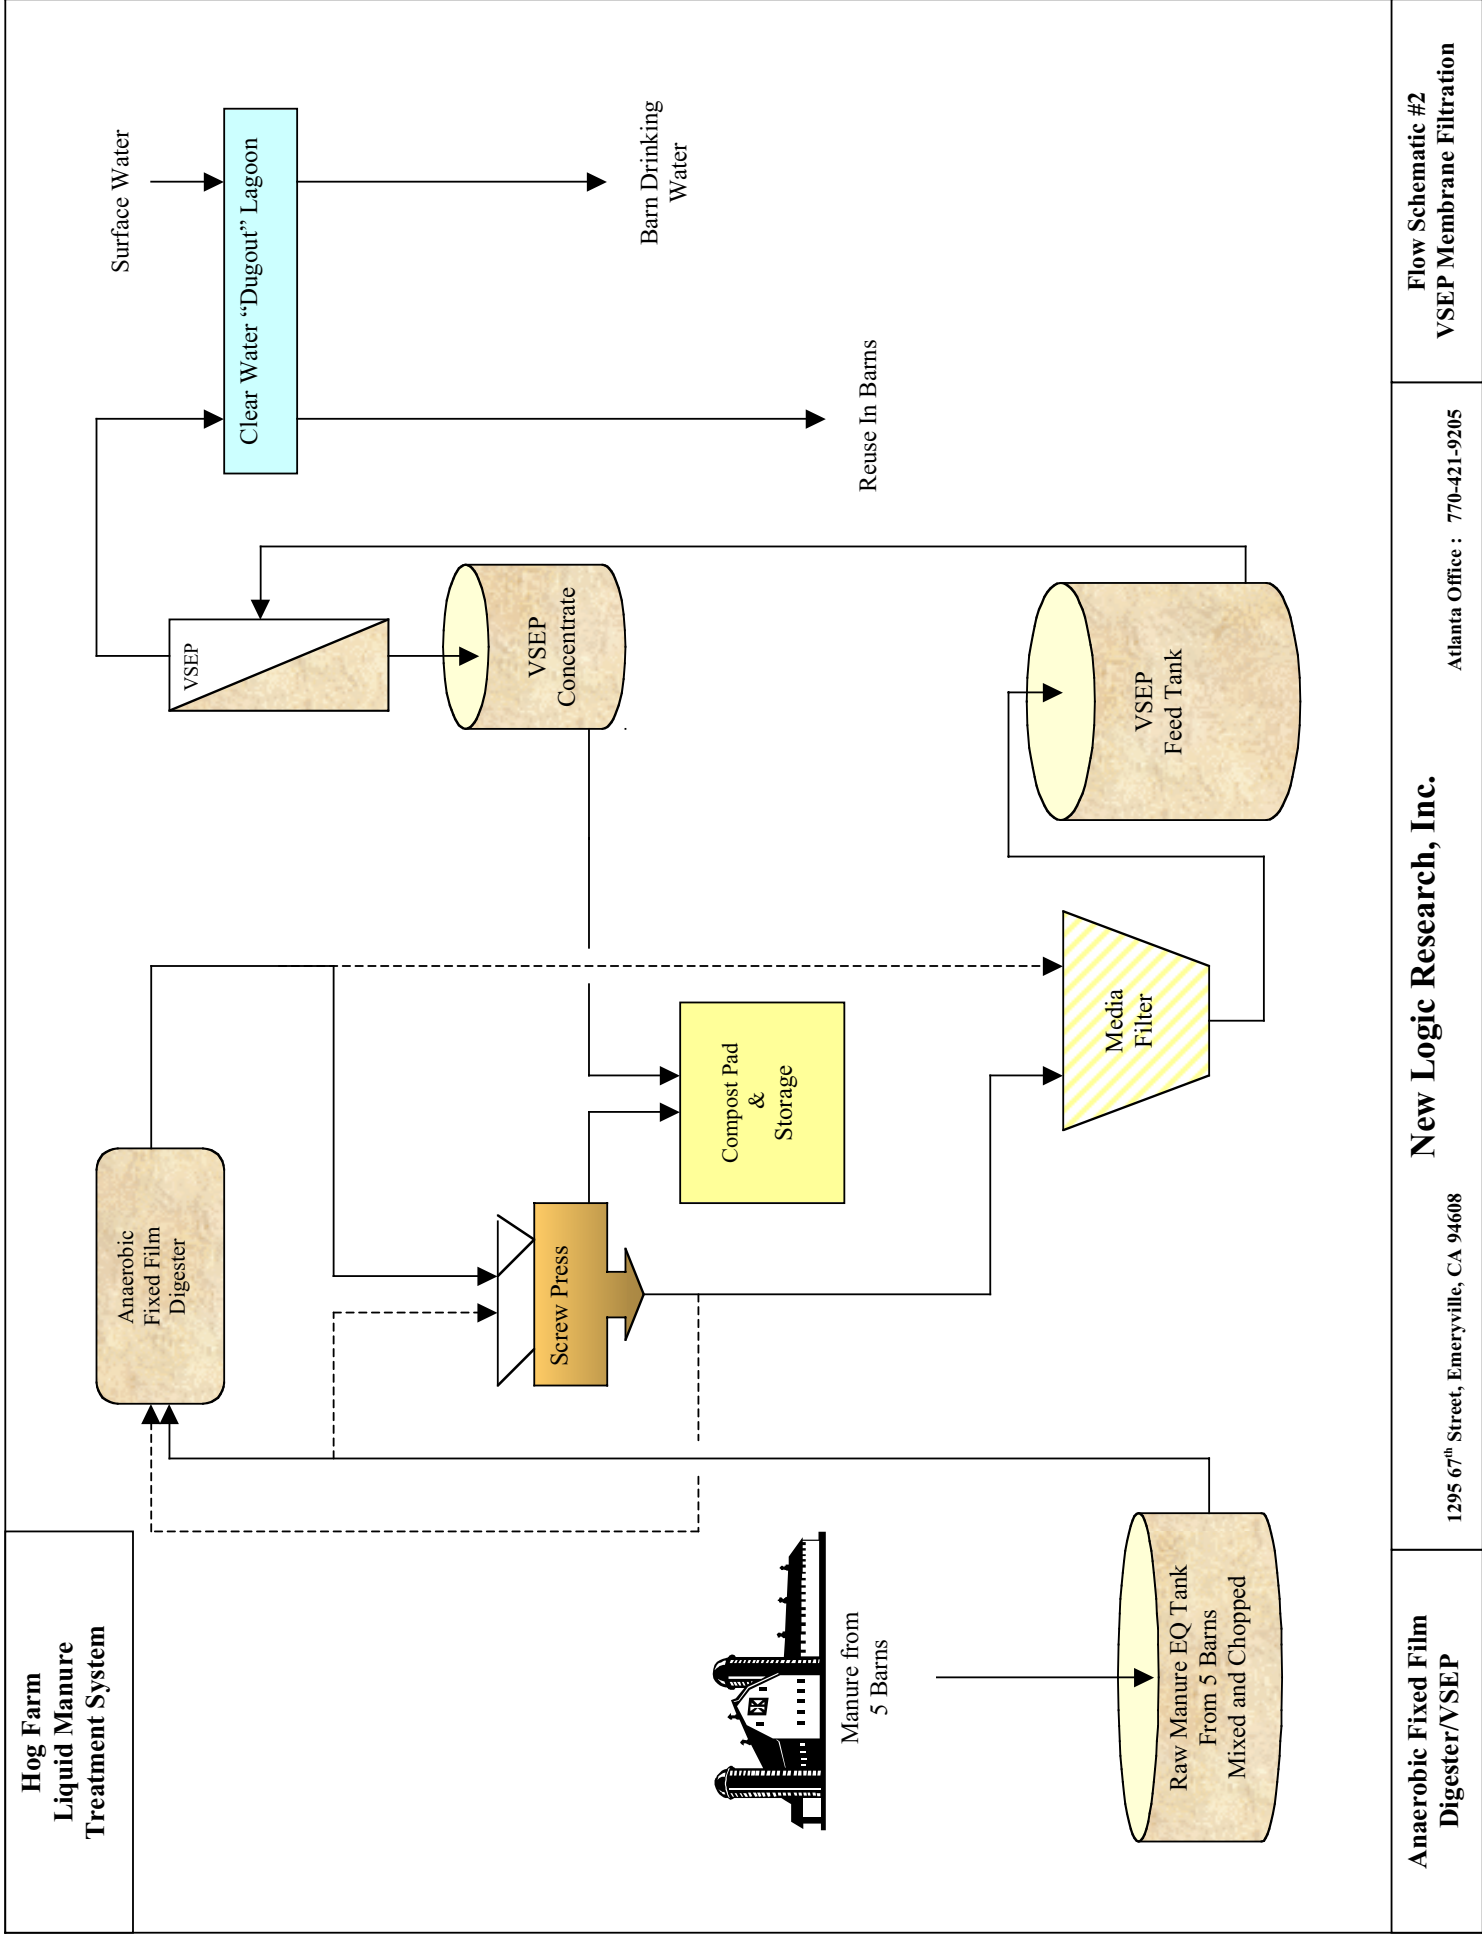 Hog Farm
Liquid Manure
Treatment System
Anaerobic
Fixed Film
Digester
VSEP
Surface Water
Clear Water “Dugout” Lagoon
Screw Press
VSEP
Concentrate
Barn Drinking
Water
Compost Pad
&
Storage
Reuse In Barns
Manure from
5 Barns
Raw Manure EQ Tank
From 5 Barns
Mixed and Chopped
Media
Filter
VSEP
Feed Tank
Anaerobic Fixed Film
Digester/VSEP
New Logic Research, Inc.
1295 67th Street, Emeryville, CA 94608
Atlanta Office : 770-421-9205
Flow Schematic #2
VSEP Membrane Filtration